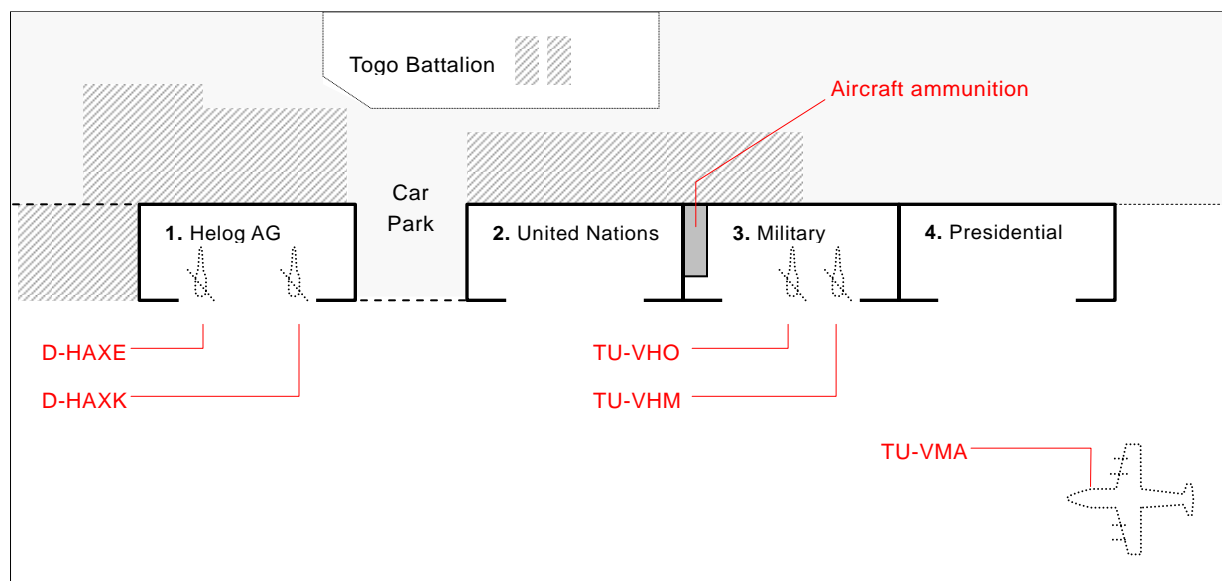 Togo Battalion
Aircraft ammunition
Car
Park
1. Helog AG
2. United Nations
3. Military
4. Presidential
D-HAXE
TU-VHO
D-HAXK
TU-VHM
TU-VMA